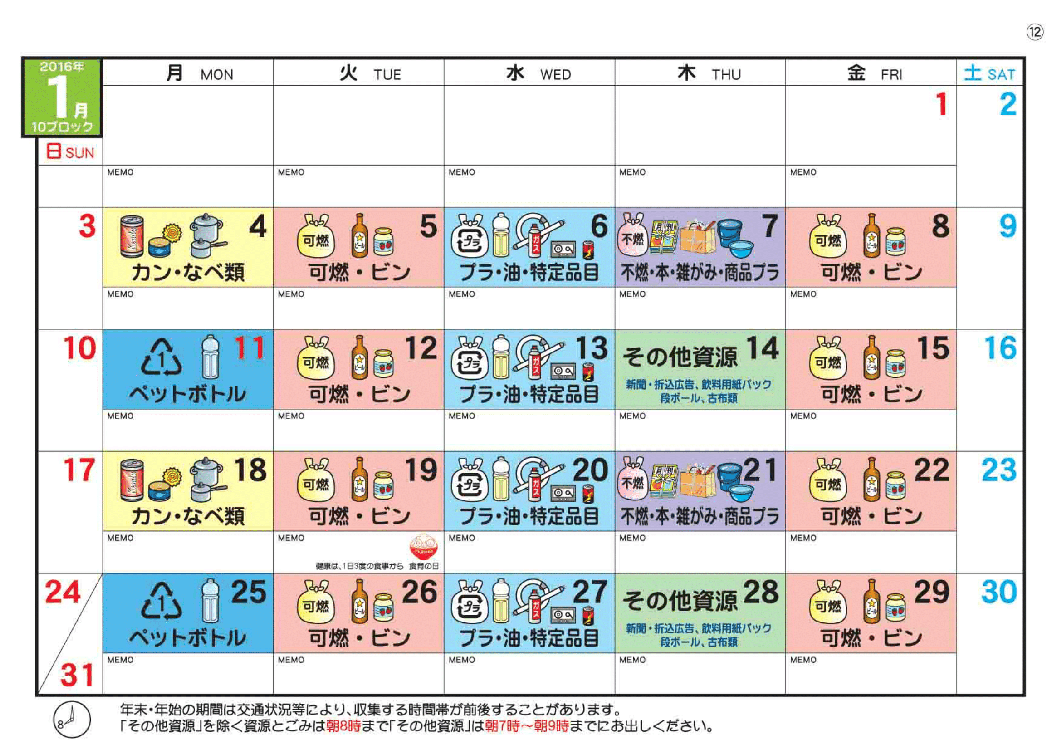 ⑫
2016年
1月
10ブロック
月 MON 火 TUE 水 WED 木 THU 金 FRI 土 SAT
日 SUN
1 2
MEMO MEMO MEMO MEMO MEMO
3 4 5 6 7 8 9
可燃 プラ ガス 不燃 可燃
カン・なべ類 可燃・ビン プラ・油・特定品目 不燃・本・雑がみ・商品プラ 可燃・ビン
MEMO MEMO MEMO MEMO MEMO
10 11 12 13 14 15 16
1 可燃 プラ ガス その他資源 可燃
新聞・折込広告、飲料用紙パック
段ボール、古布類
ペットボトル 可燃・ビン プラ・油・特定品目 可燃・ビン
MEMO MEMO MEMO MEMO MEMO
17 18 19 20 21 22 23
可燃 プラ ガス 不燃 可燃
カン・なべ類 可燃・ビン プラ・油・特定品目 不燃・本・雑がみ・商品プラ 可燃・ビン
MEMO MEMO MEMO MEMO MEMO
健康は、1日3度の食事から 食育の日
24 25 26 27 28 29 30
1 可燃 プラ ガス その他資源 可燃
新聞・折込広告、飲料用紙パック
段ボール、古布類
ペットボトル 可燃・ビン プラ・油・特定品目 可燃・ビン
31
MEMO MEMO MEMO MEMO MEMO
8
年末・年始の期間は交通状況等により、収集する時間帯が前後することがあります。
「その他資源」を除く資源とごみは朝8時まで「その他資源」は朝7時～朝9時までにお出しください。